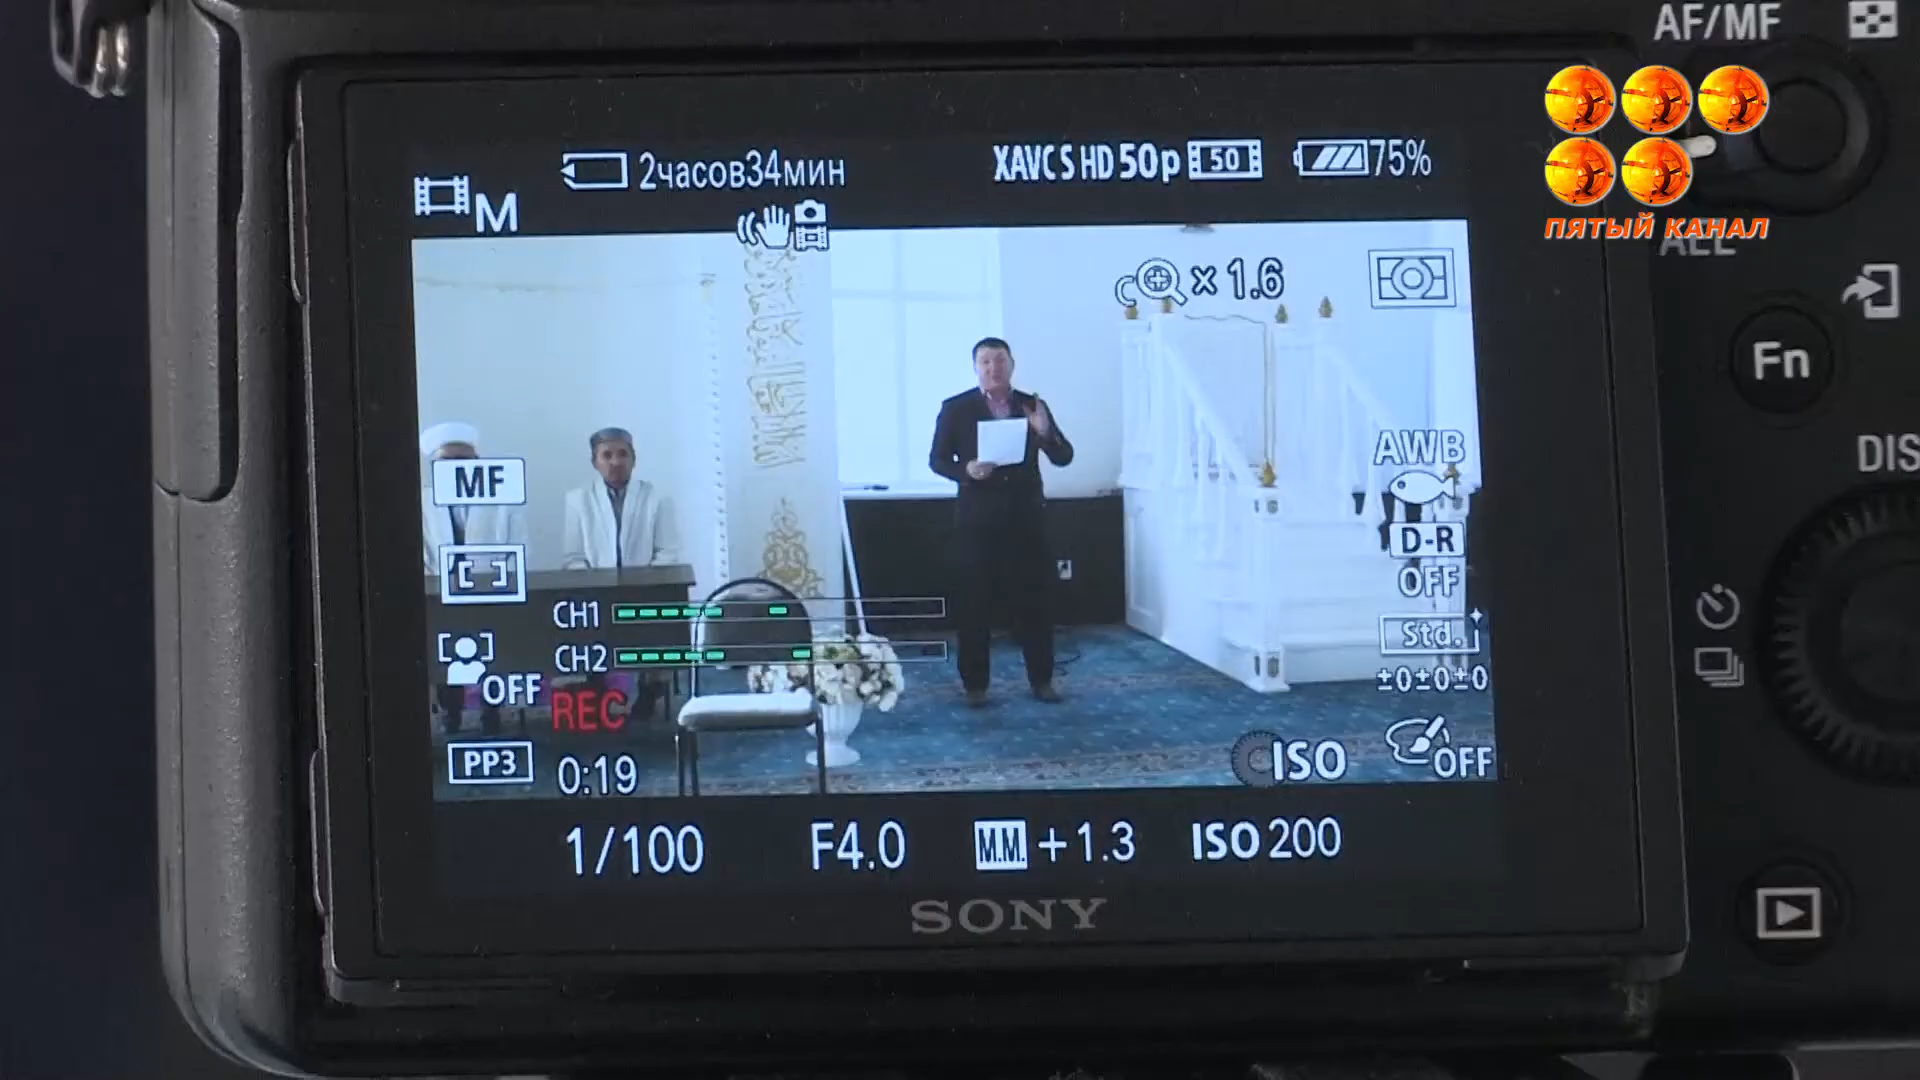 AF/MF
2часов34мин
XAVC S HD 50p 50 75%
M
ПЯТЫЙ КАНАЛ
AEL
C × 1.6
Fn
AWB
DIS
MF
D-R
OFF
CH1
CH2
Std.
±0±0±0
OFF
REC
PP3
0:19
ISO
OFF
1/100 F4.0 M.M. +1.3 ISO 200
SONY